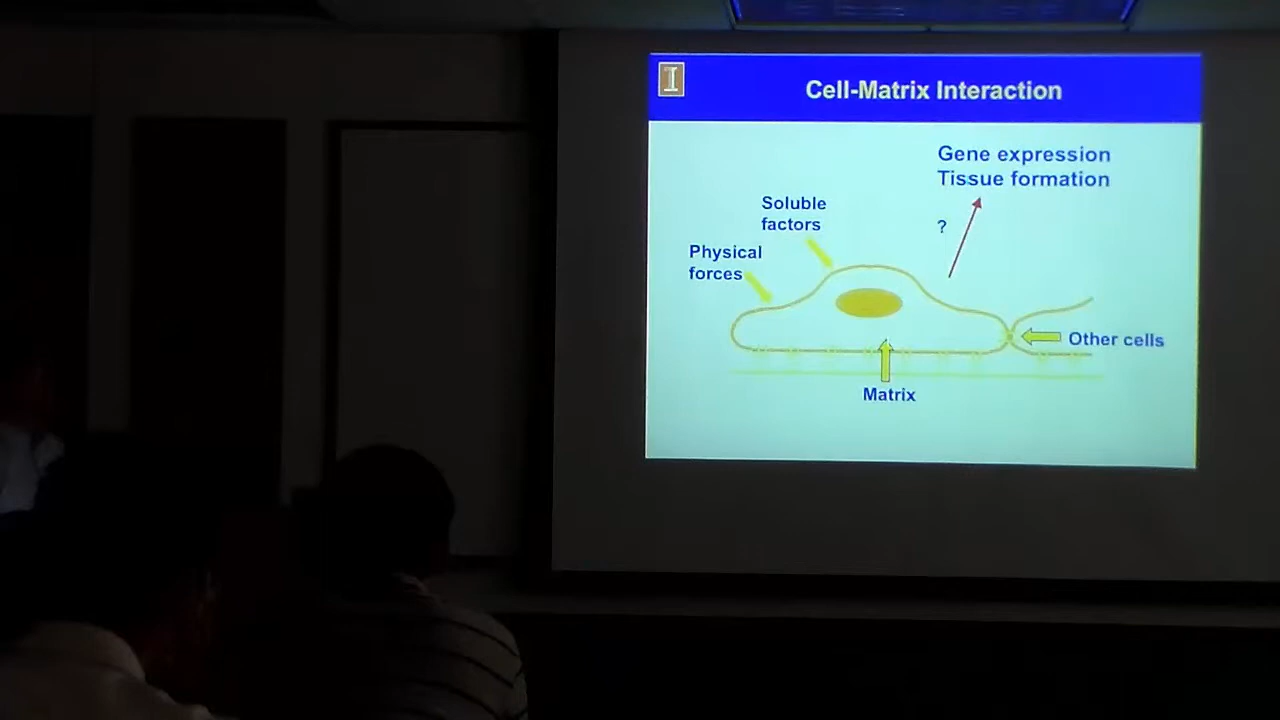 I
Cell-Matrix Interaction
Gene expression
Tissue formation
Soluble
factors
?
Physical
forces
Other cells
Matrix